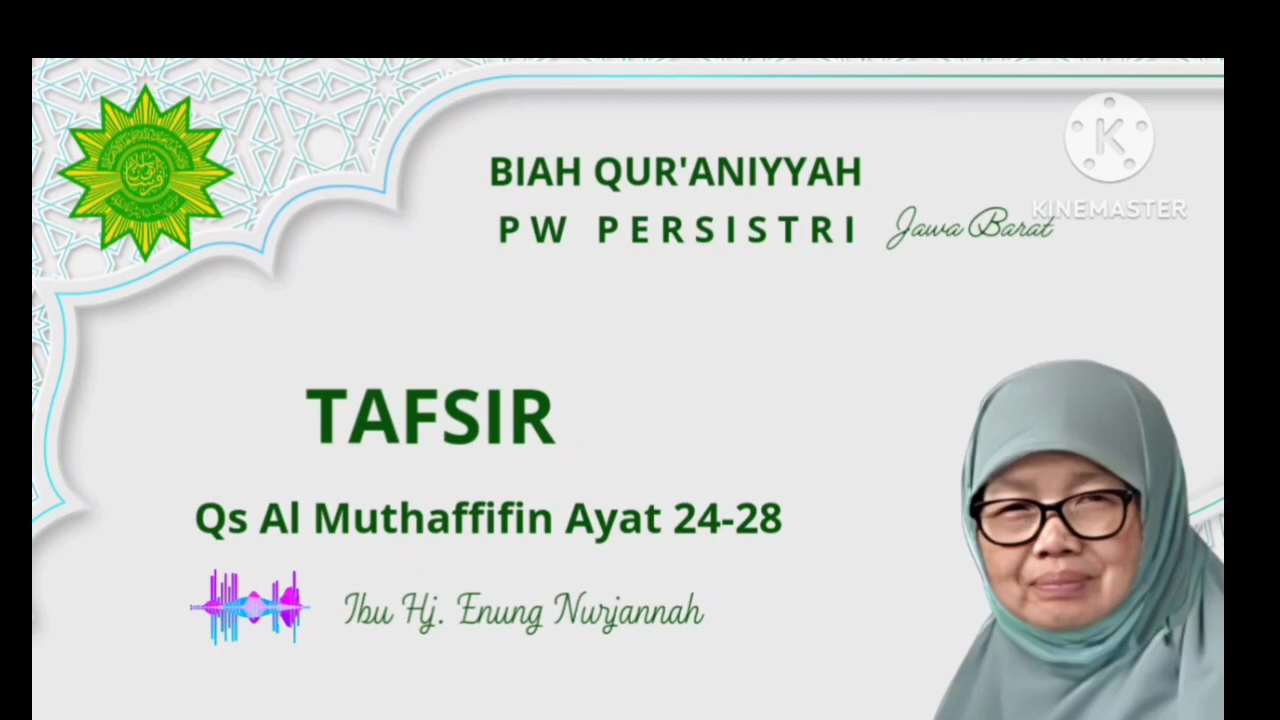 BIAH QUR'ANIYYAH
PW PERSISTRI Jawa Barat
K
KINEMASTER
TAFSIR
Qs Al Muthaffifin Ayat 24-28
Ibu Hj. Enung Nurjannah